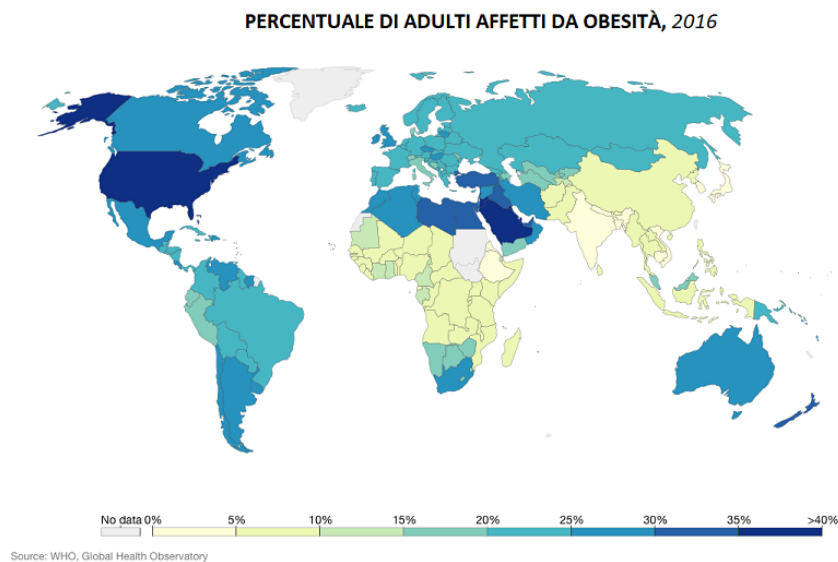 PERCENTUALE DI ADULTI AFFETTI DA OBESITÀ, 2016
No data 0% 5% 10% 15% 20% 25% 30% 35% >40%
Source: WHO, Global Health Observatory